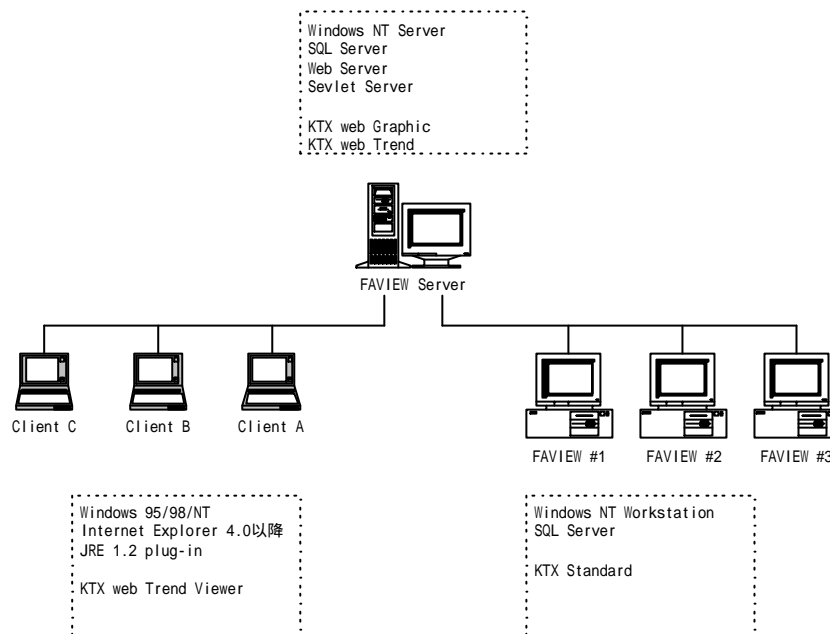 Windows NT Server
SQL Server
Web Server
Sevlet Server
KTX web Graphic
KTX web Trend
FAVIEW Server
Client C
Client B
Client A
FAVIEW #1
FAVIEW #2
FAVIEW #3
Windows 95/98/NT
Internet Explorer 4.0以降
JRE 1.2 plug-in
KTX web Trend Viewer
Windows NT Workstation
SQL Server
KTX Standard